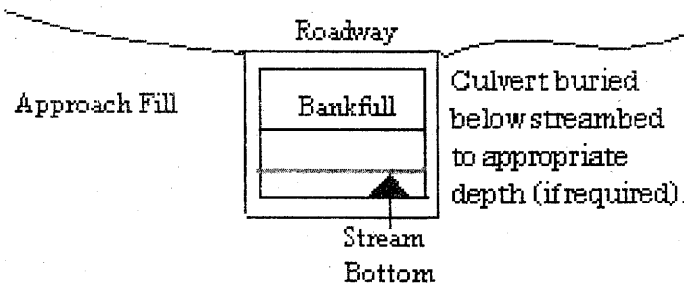 Roadway
Approach Fill
Bankfull
Culvert buried
below streambed
to appropriate
depth (if required).
Stream
Bottom